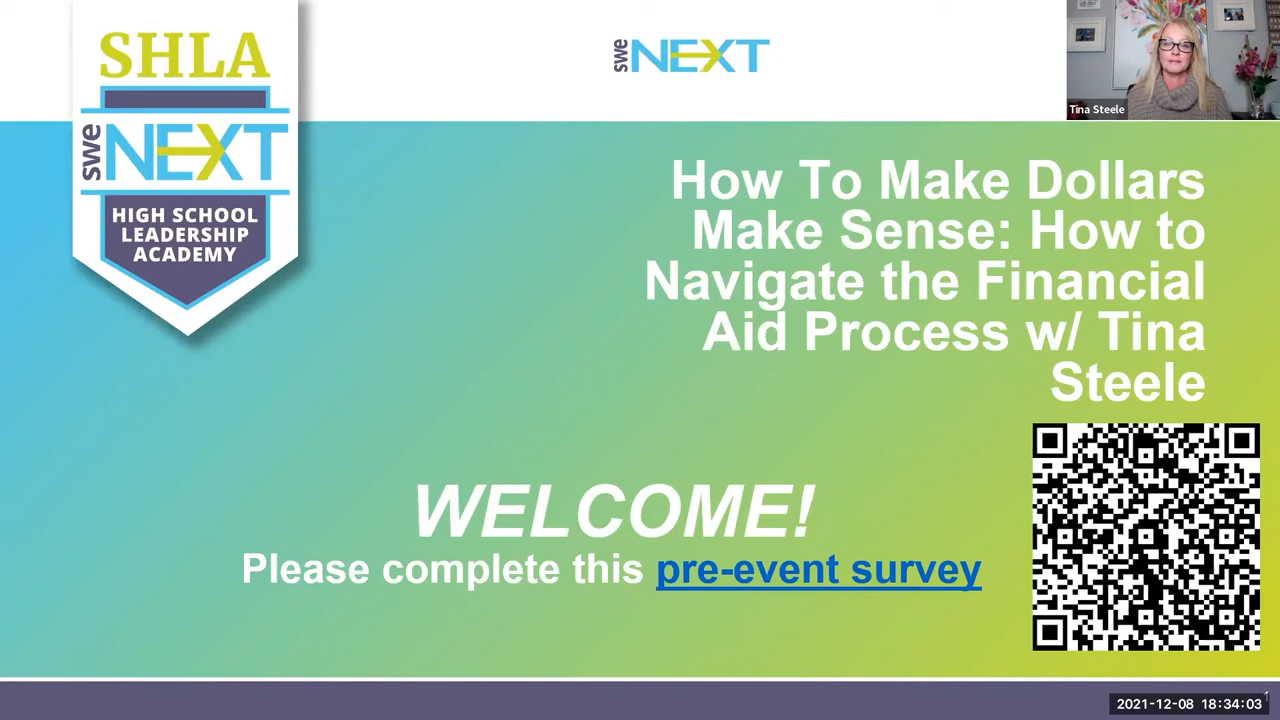 SHLA
swe NEXT
HIGH SCHOOL
LEADERSHIP
ACADEMY
swe NEXT
Tina Steele
How To Make Dollars
Make Sense: How to
Navigate the Financial
Aid Process w/ Tina
Steele
WELCOME!
Please complete this pre-event survey
1
2021-12-08 18:34:03